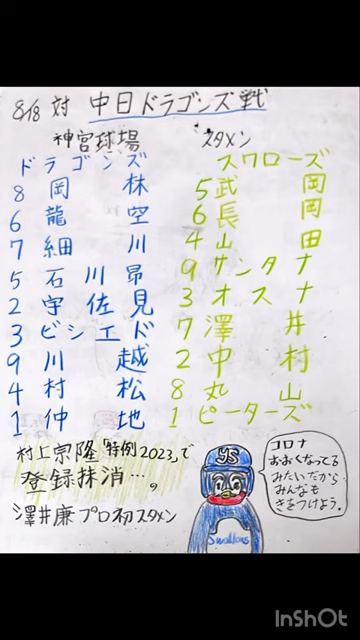 8/18 対 中日ドラゴンズ戦
神宮球場 スタメン
ドラゴンズ
8 岡林
6 龍空
7 細川
5 石川昂
2 宇佐見
3 ビシエド
9 川越
4 村松
1 仲地
スワローズ
5 武岡
6 長岡
4 山田
9 サンタナ
3 オスナ
7 澤井
2 中村
8 丸山
1 ピーターズ
村上宗隆「特例2023」で
登録抹消…。
澤井廉プロ初スタメン
YS
Swallows
コロナ
おおくなってる
みたいだから
みんなも
きをつけよう。
InShOt